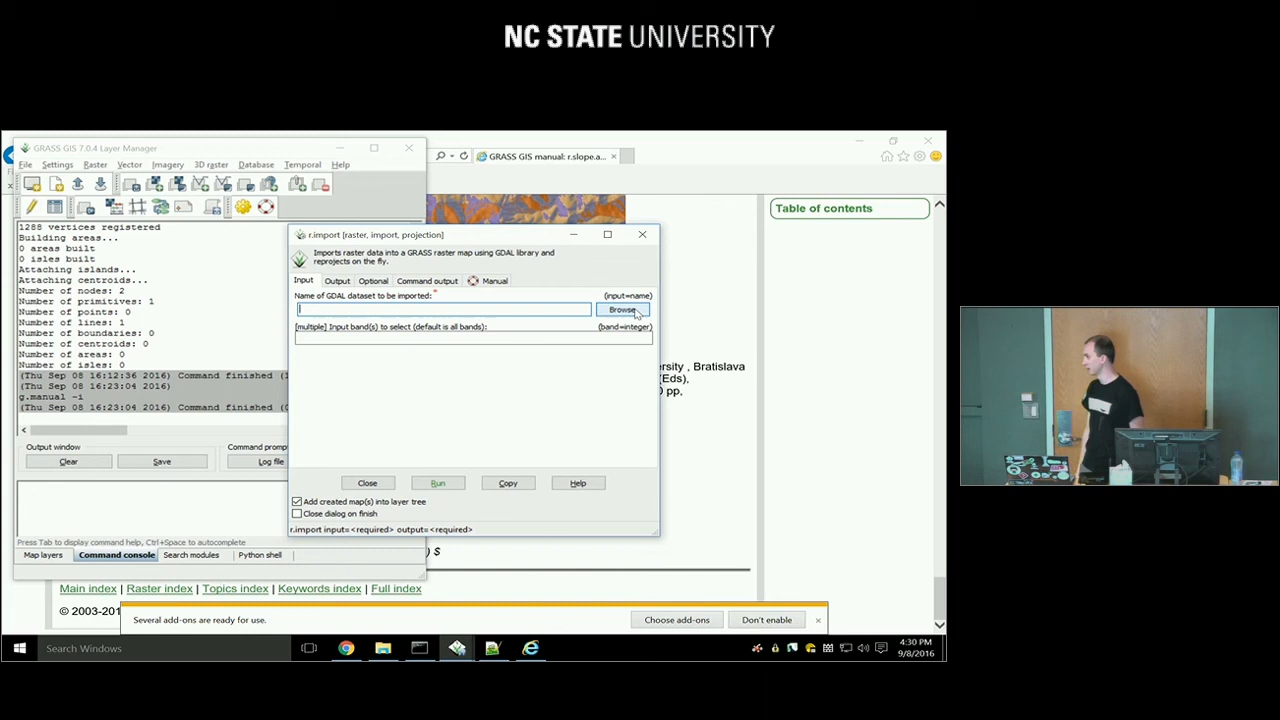 NC STATE UNIVERSITY
GRASS GIS 7.0.4 Layer Manager
File Settings Raster Vector Imagery 3D raster Database Temporal Help
GRASS GIS manual: r.slope.a...
Table of contents
1288 vertices registered
Building areas...
0 areas built
0 isles built
Attaching islands...
Attaching centroids...
Number of nodes: 2
Number of primitives: 1
Number of points: 0
Number of lines: 1
Number of boundaries: 0
Number of centroids: 0
Number of areas: 0
Number of isles: 0
(Thu Sep 08 16:12:36 2016) Command finished (
(Thu Sep 08 16:23:04 2016)
g.manual -i
(Thu Sep 08 16:23:04 2016) Command finished (
Output window
Command promp
Clear
Save
Log file
Press Tab to display command help, Ctrl+Space to autocomplete
Map layers
Command console
Search modules
Python shell
r.import [raster, import, projection]
Imports raster data into a GRASS raster map using GDAL library and
reprojects on the fly.
Input Output Optional Command output Manual
Name of GDAL dataset to be imported:* (input=name)
Browse
[multiple] Input band(s) to select (default is all bands): (band=integer)
Close
Run
Copy
Help
Add created map(s) into layer tree
Close dialog on finish
r.import input=<required> output=<required>
ersity , Bratislava
(Eds),
0 pp.
) $
Main index | Raster index | Topics index | Keywords index | Full index
© 2003-201
Several add-ons are ready for use.
Choose add-ons
Don't enable
Search Windows
4:30 PM
9/8/2016